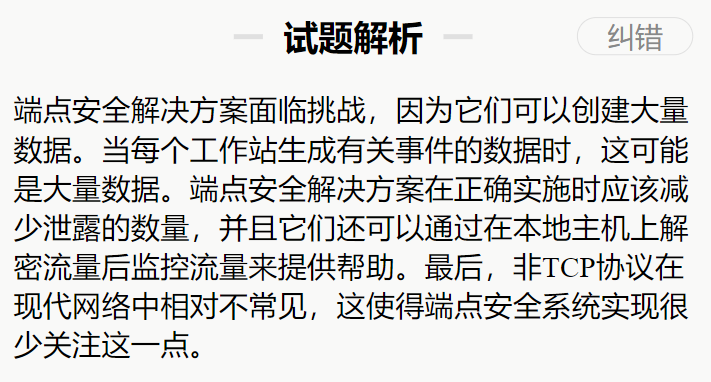 试题解析
纠错
端点安全解决方案面临挑战，因为它们可以创建大量
数据。当每个工作站生成有关事件的数据时，这可能
是大量数据。端点安全解决方案在正确实施时应该减
少泄露的数量，并且它们还可以通过在本地主机上解
密流量后监控流量来提供帮助。最后，非TCP协议在
现代网络中相对不常见，这使得端点安全系统实现很
少关注这一点。